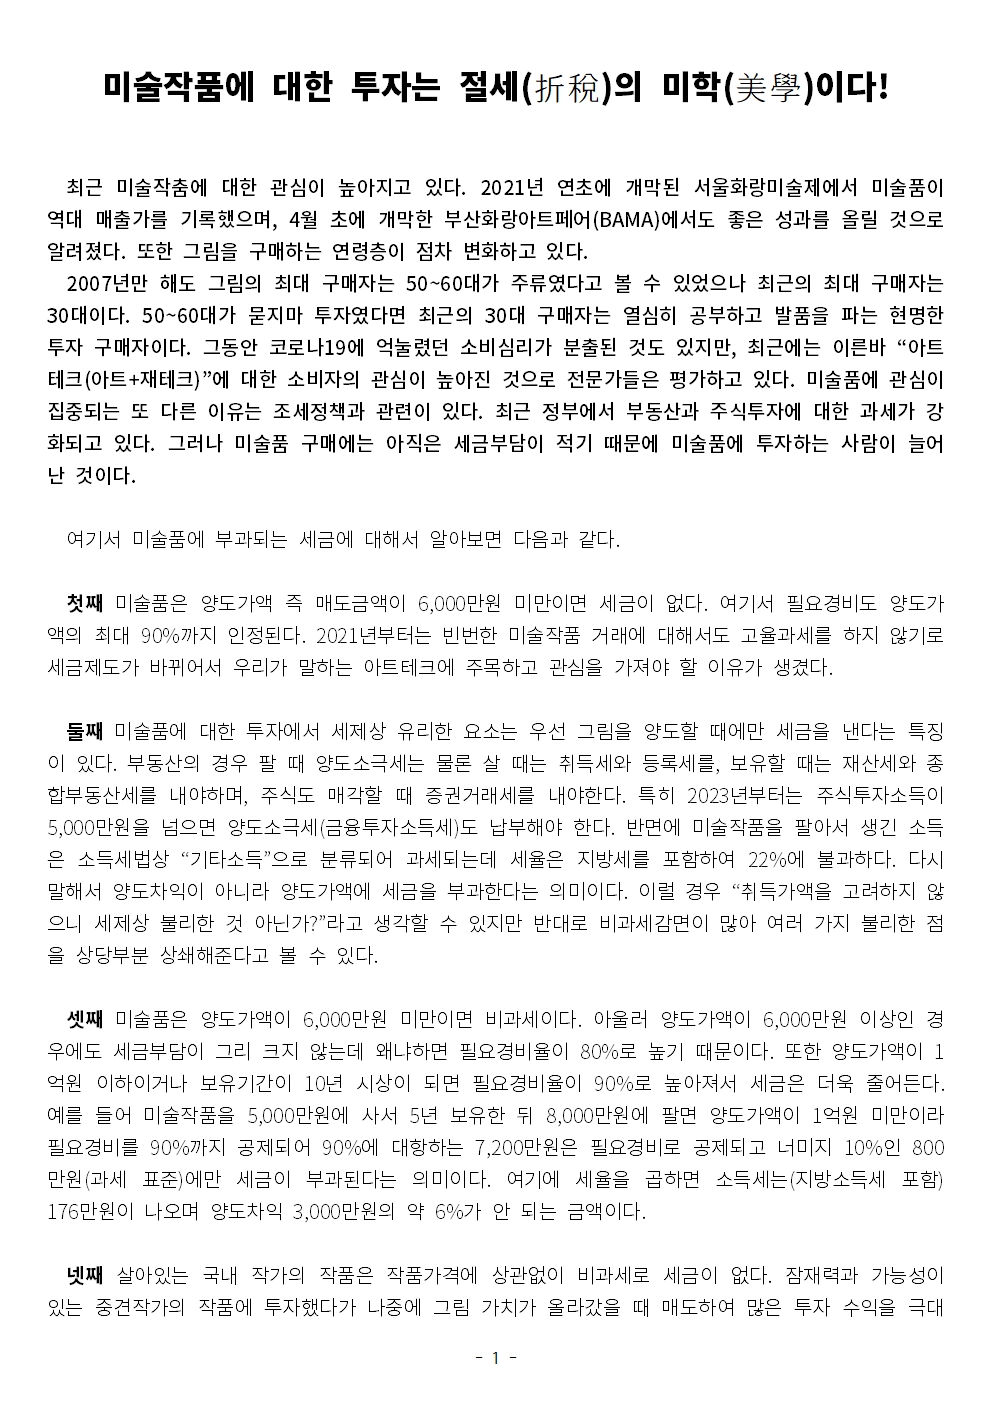 미술작품에 대한 투자는 절세(折稅)의 미학(美學)이다!
최근 미술작춤에 대한 관심이 높아지고 있다. 2021년 연초에 개막된 서울화랑미술제에서 미술품이
역대 매출가를 기록했으며, 4월 초에 개막한 부산화랑아트페어(BAMA)에서도 좋은 성과를 올릴 것으로
알려졌다. 또한 그림을 구매하는 연령층이 점차 변화하고 있다.
2007년만 해도 그림의 최대 구매자는 50~60대가 주류였다고 볼 수 있었으나 최근의 최대 구매자는
30대이다. 50~60대가 묻지마 투자였다면 최근의 30대 구매자는 열심히 공부하고 발품을 파는 현명한
투자 구매자이다. 그동안 코로나19에 억눌렸던 소비심리가 분출된 것도 있지만, 최근에는 이른바 “아트
테크(아트+재테크)”에 대한 소비자의 관심이 높아진 것으로 전문가들은 평가하고 있다. 미술품에 관심이
집중되는 또 다른 이유는 조세정책과 관련이 있다. 최근 정부에서 부동산과 주식투자에 대한 과세가 강
화되고 있다. 그러나 미술품 구매에는 아직은 세금부담이 적기 때문에 미술품에 투자하는 사람이 늘어
난 것이다.
여기서 미술품에 부과되는 세금에 대해서 알아보면 다음과 같다.
첫째 미술품은 양도가액 즉 매도금액이 6,000만원 미만이면 세금이 없다. 여기서 필요경비도 양도가
액의 최대 90%까지 인정된다. 2021년부터는 빈번한 미술작품 거래에 대해서도 고율과세를 하지 않기로
세금제도가 바뀌어서 우리가 말하는 아트테크에 주목하고 관심을 가져야 할 이유가 생겼다.
둘째 미술품에 대한 투자에서 세제상 유리한 요소는 우선 그림을 양도할 때에만 세금을 낸다는 특징
이 있다. 부동산의 경우 팔 때 양도소극세는 물론 살 때는 취득세와 등록세를, 보유할 때는 재산세와 종
합부동산세를 내야하며, 주식도 매각할 때 증권거래세를 내야한다. 특히 2023년부터는 주식투자소득이
5,000만원을 넘으면 양도소극세(금융투자소득세)도 납부해야 한다. 반면에 미술작품을 팔아서 생긴 소득
은 소득세법상 “기타소득”으로 분류되어 과세되는데 세율은 지방세를 포함하여 22%에 불과하다. 다시
말해서 양도차익이 아니라 양도가액에 세금을 부과한다는 의미이다. 이럴 경우 “취득가액을 고려하지 않
으니 세제상 불리한 것 아닌가?”라고 생각할 수 있지만 반대로 비과세감면이 많아 여러 가지 불리한 점
을 상당부분 상쇄해준다고 볼 수 있다.
셋째 미술품은 양도가액이 6,000만원 미만이면 비과세이다. 아울러 양도가액이 6,000만원 이상인 경
우에도 세금부담이 그리 크지 않는데 왜냐하면 필요경비율이 80%로 높기 때문이다. 또한 양도가액이 1
억원 이하이거나 보유기간이 10년 시상이 되면 필요경비율이 90%로 높아져서 세금은 더욱 줄어든다.
예를 들어 미술작품을 5,000만원에 사서 5년 보유한 뒤 8,000만원에 팔면 양도가액이 1억원 미만이라
필요경비를 90%까지 공제되어 90%에 대항하는 7,200만원은 필요경비로 공제되고 너미지 10%인 800
만원(과세 표준)에만 세금이 부과된다는 의미이다. 여기에 세율을 곱하면 소득세는(지방소득세 포함)
176만원이 나오며 양도차익 3,000만원의 약 6%가 안 되는 금액이다.
넷째 살아있는 국내 작가의 작품은 작품가격에 상관없이 비과세로 세금이 없다. 잠재력과 가능성이
있는 중견작가의 작품에 투자했다가 나중에 그림 가치가 올라갔을 때 매도하여 많은 투자 수익을 극대
- 1 -